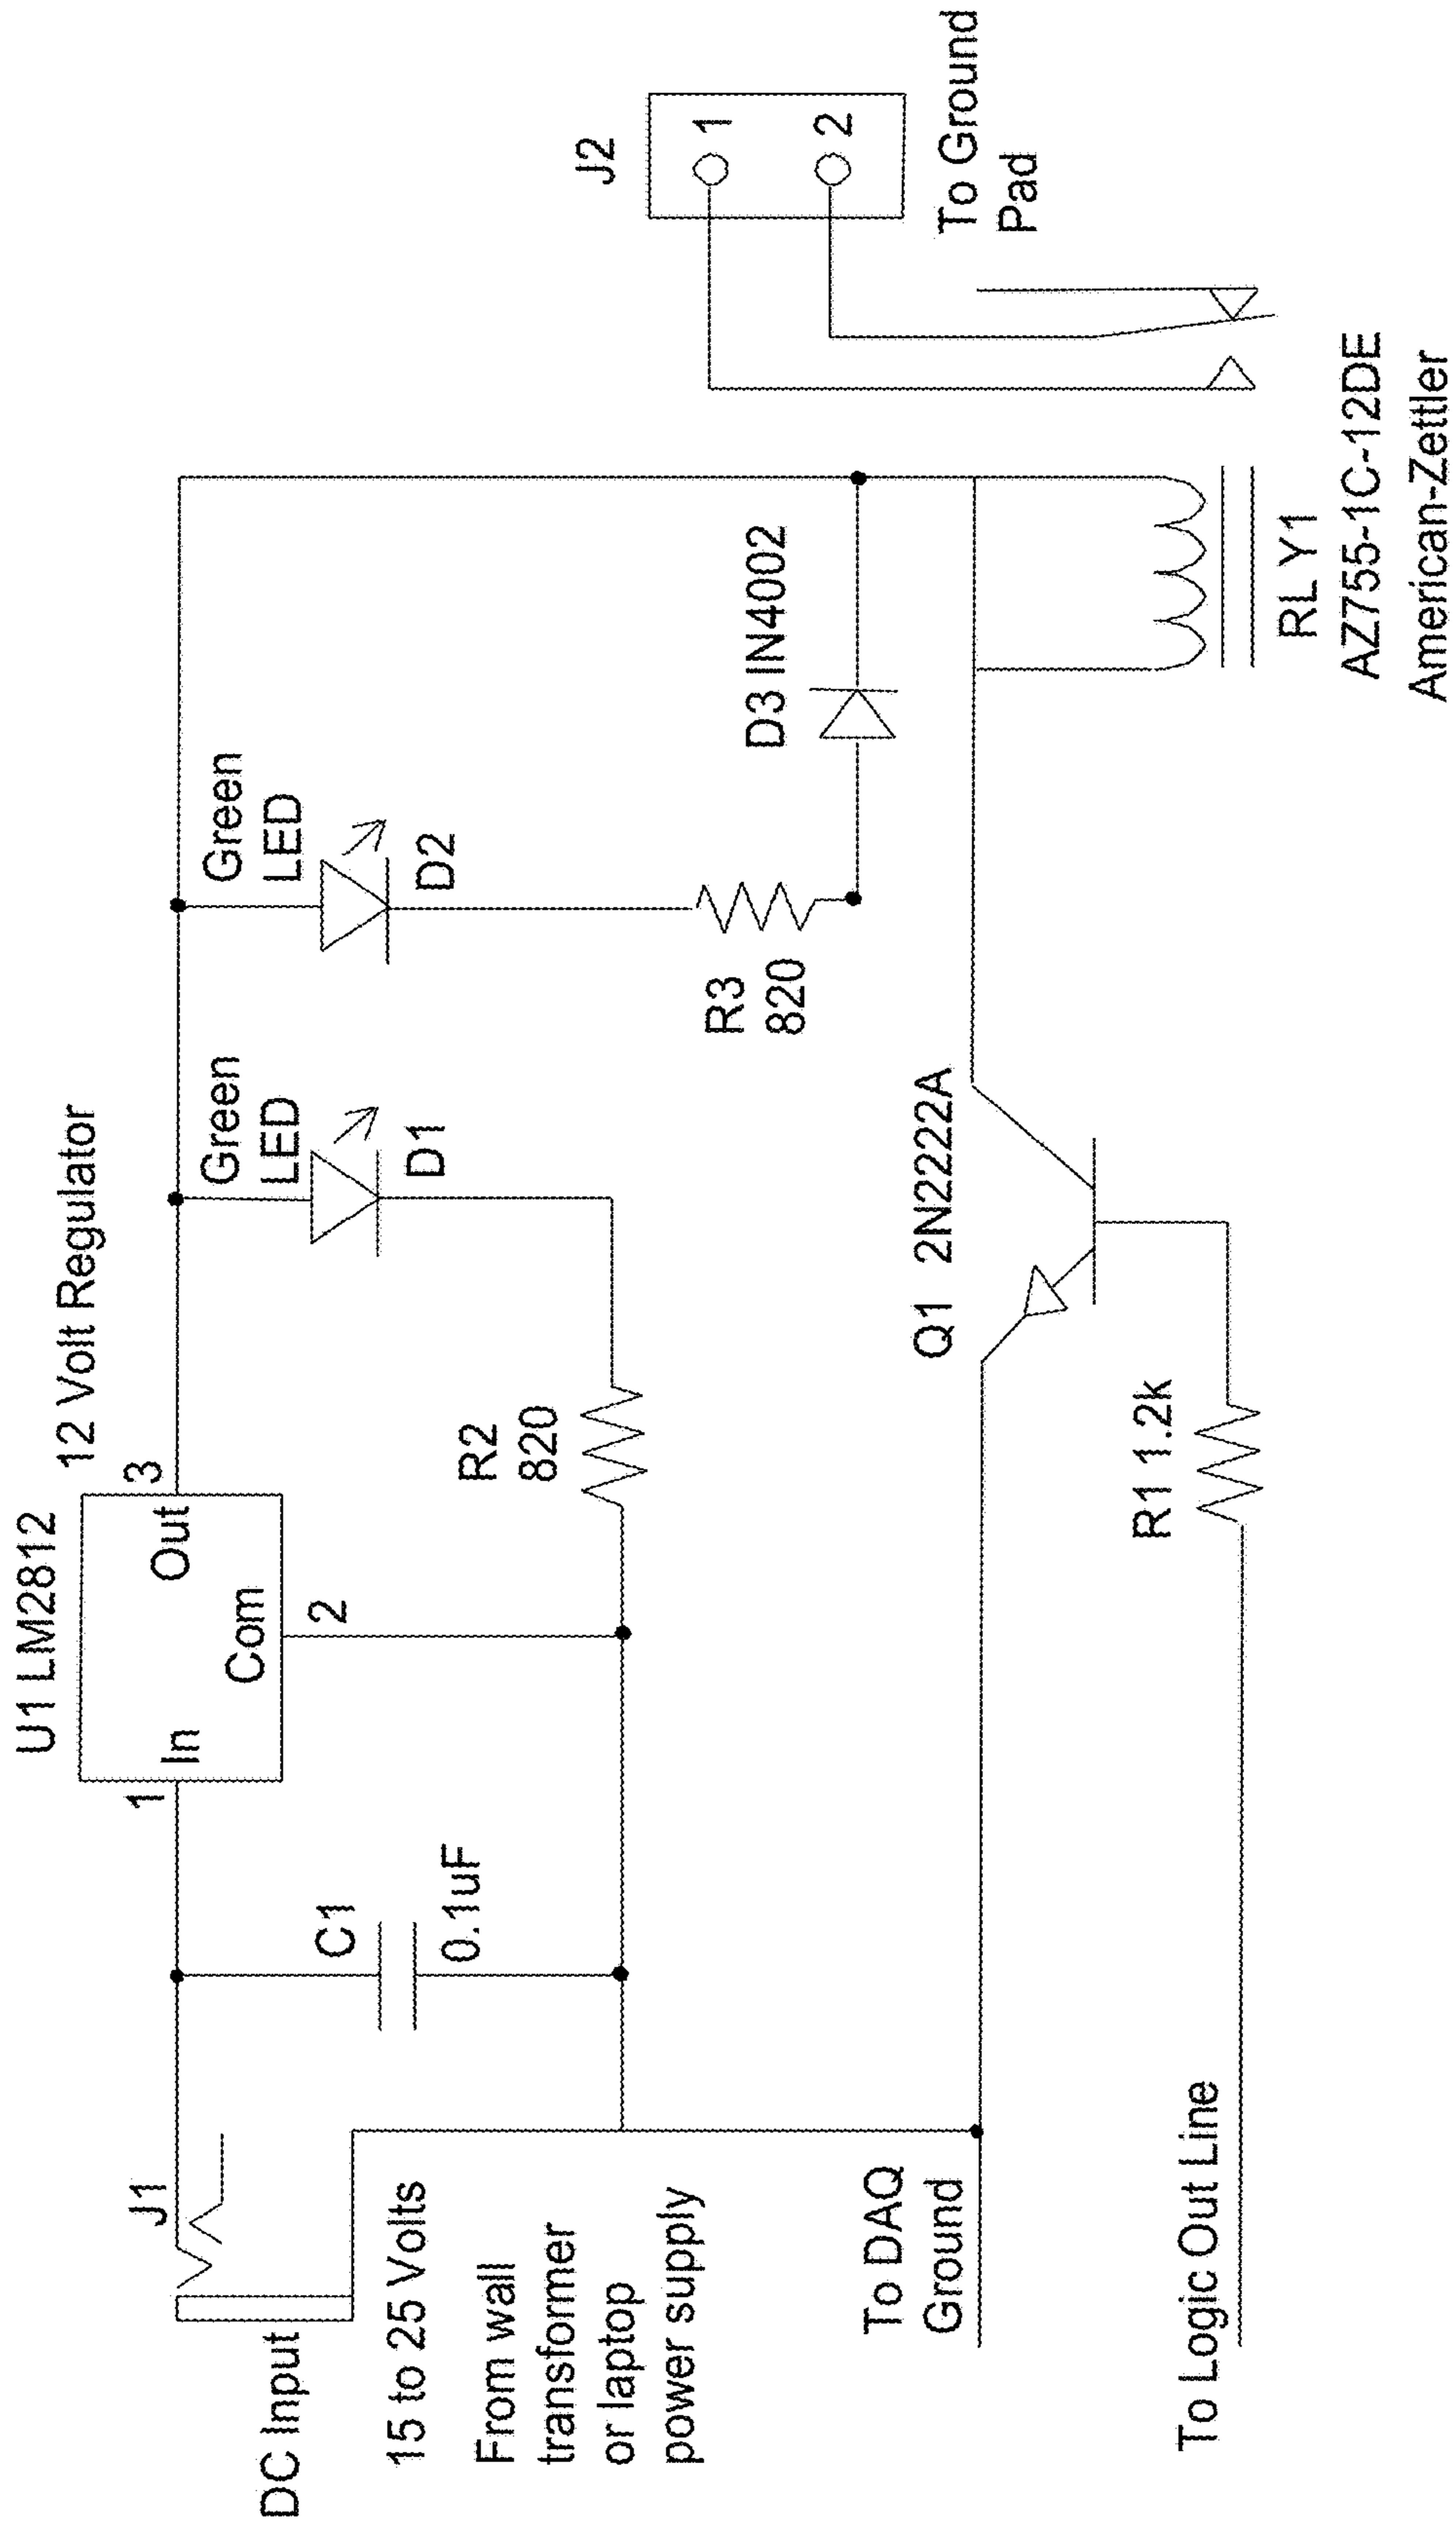 U1 LM2812
12 Volt Regulator
J1
1
In
Out
3
Com
2
C1
0.1uF
Green
LED
D1
Green
LED
D2
R2
820
R3
820
D3 IN4002
J2
1
2
To Ground
Pad
DC Input
15 to 25 Volts
From wall
transformer
or laptop
power supply
To DAQ
Ground
Q1 2N222A
R1 1.2k
To Logic Out Line
RLY1
AZ755-1C-12DE
American-Zettler